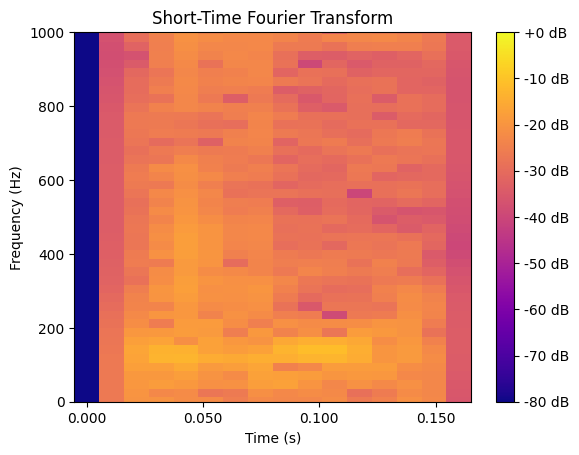 Short-Time Fourier Transform
1000
800
600
400
200
0
Frequency (Hz)
0.000
0.050
0.100
0.150
Time (s)
+0 dB
-10 dB
-20 dB
-30 dB
-40 dB
-50 dB
-60 dB
-70 dB
-80 dB